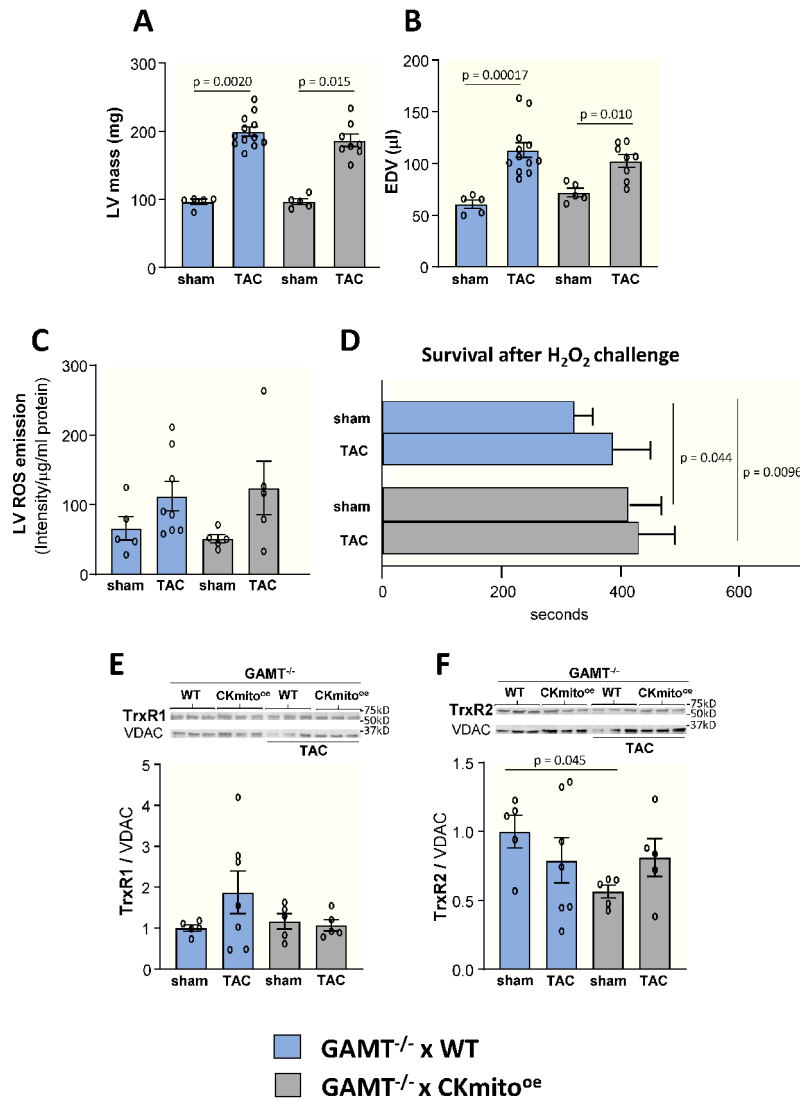 A
LV mass (mg)
300
200
100
0
p = 0.0020
p = 0.015
sham
TAC
sham
TAC
B
EDV (µl)
200
150
100
50
0
p = 0.00017
p = 0.010
sham
TAC
sham
TAC
C
LV ROS emission
(Intensity/µg/ml protein)
300
200
100
0
sham
TAC
sham
TAC
D
Survival after H₂O₂ challenge
sham
TAC
sham
TAC
p = 0.044
p = 0.0096
0
200
400
600
seconds
E
GAMT⁻/⁻
WT
CKmitoᵒᵉ
WT
CKmitoᵒᵉ
TrxR1
VDAC
-75kD
-50kD
-37kD
TAC
TrxR1 / VDAC
5
4
3
2
1
0
sham
TAC
sham
TAC
F
GAMT⁻/⁻
WT
CKmitoᵒᵉ
WT
CKmitoᵒᵉ
TrxR2
VDAC
-75kD
-50kD
-37kD
TAC
TrxR2 / VDAC
1.5
1.0
0.5
0.0
p = 0.045
sham
TAC
sham
TAC
GAMT⁻/⁻ x WT
GAMT⁻/⁻ x CKmitoᵒᵉ